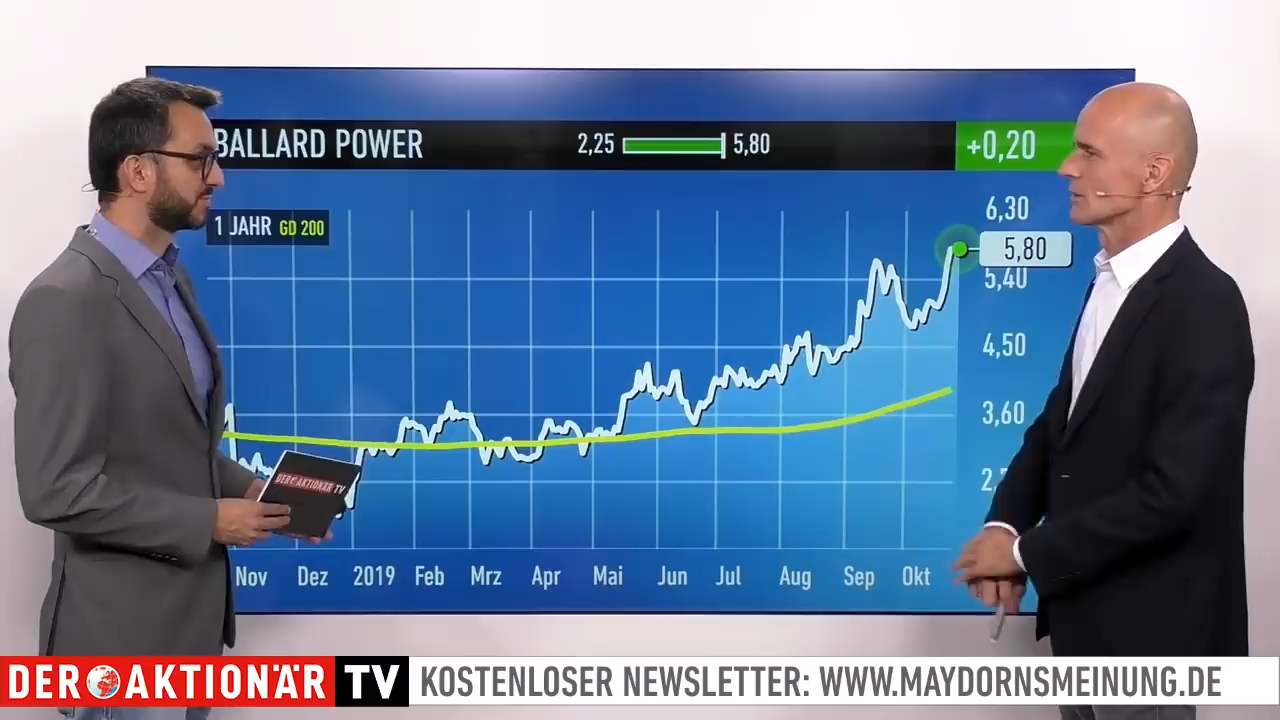 BALLARD POWER 2,25 5,80 +0,20
1 JAHR GD 200
6,30
5,80
5,40
4,50
3,60
2,
DER AKTIONÄR TV
Nov Dez 2019 Feb Mrz Apr Mai Jun Jul Aug Sep Okt
DER AKTIONÄR TV KOSTENLOSER NEWSLETTER: WWW.MAYDORNSMEINUNG.DE